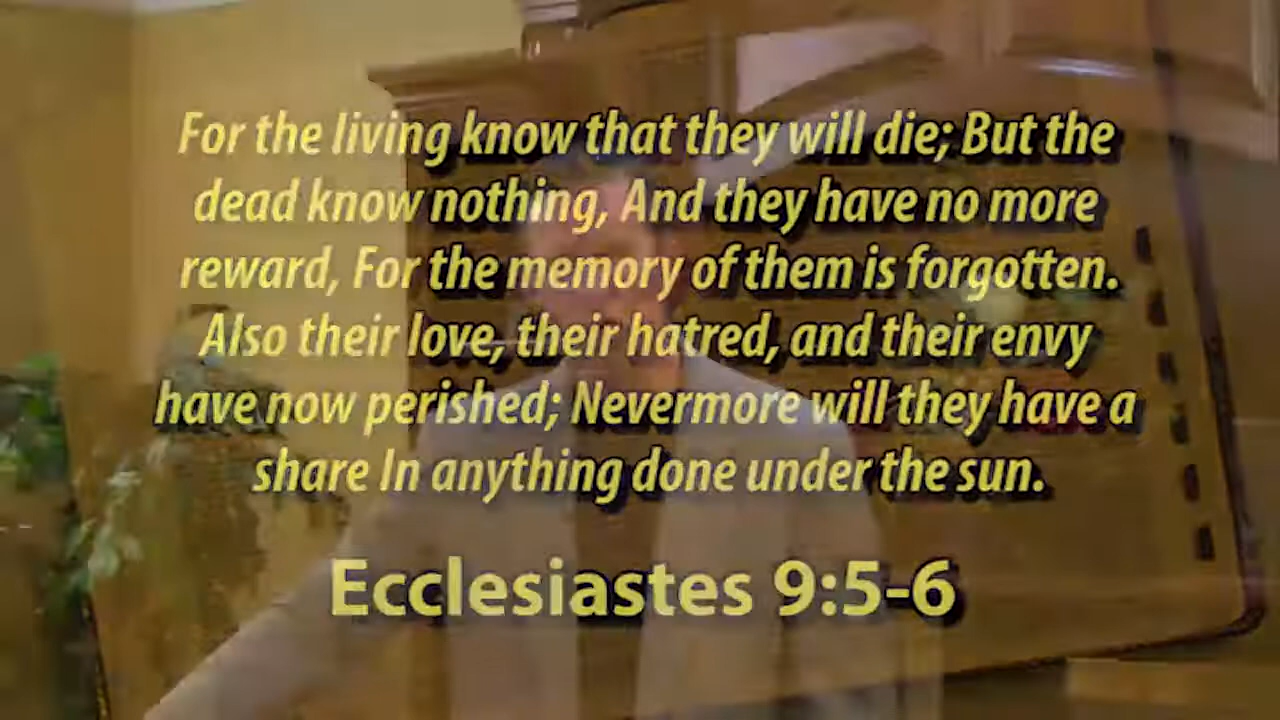 For the living know that they will die; But the
dead know nothing, And they have no more
reward, For the memory of them is forgotten.
Also their love, their hatred, and their envy
have now perished; Nevermore will they have a
share In anything done under the sun.
Ecclesiastes 9:5-6